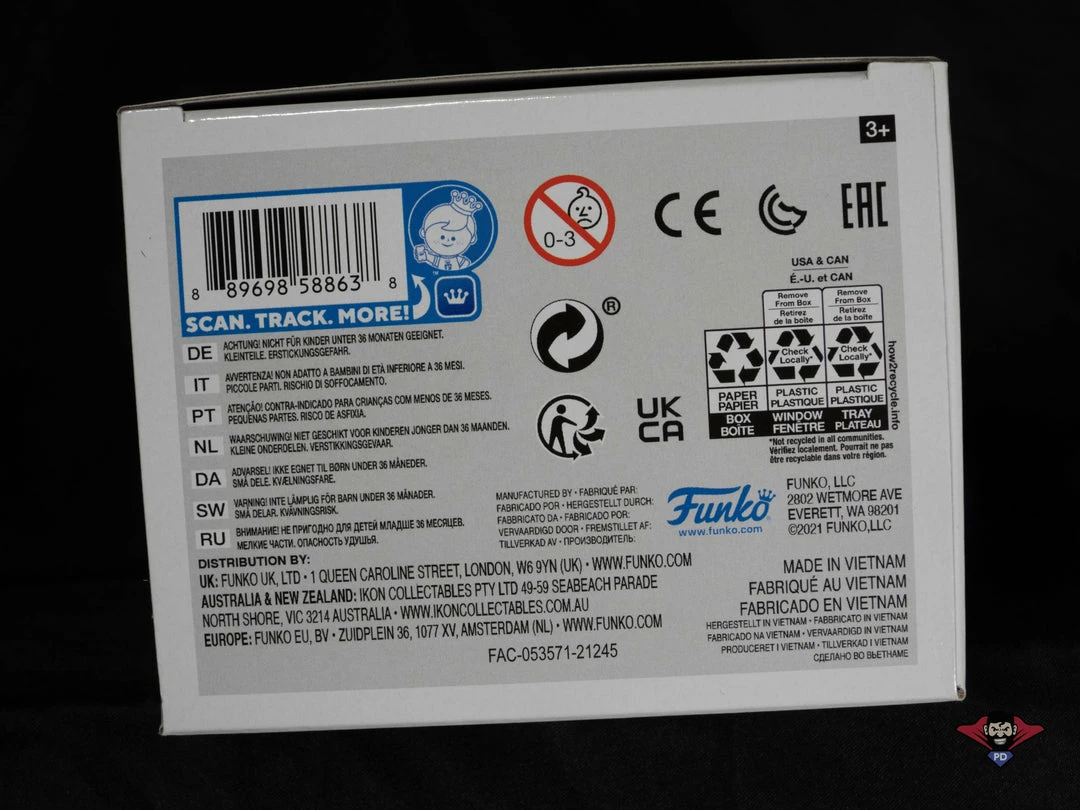 3+
8 89698 58863 8
SCAN. TRACK. MORE!
™
0-3
CE
EAC
USA & CAN
É.-U. et CAN
Remove
From Box
Retirez
de la boîte
Remove
From Box
Retirez
de la boîte
Check
Locally*
Check
Locally*
PAPER
PAPIER
PLASTIC
PLASTIQUE
PLASTIC
PLASTIQUE
BOX
BOÎTE
WINDOW
FENÊTRE
TRAY
PLATEAU
how2recycle.info
*Not recycled in all communities.
Vérifiez localement. Pourrait ne pas
être recyclable dans votre région.
®
UK
CA
DE ACHTUNG! NICHT FÜR KINDER UNTER 36 MONATEN GEEIGNET.
KLEINTEILE. ERSTICKUNGSGEFAHR.
IT AVVERTENZA! NON ADATTO A BAMBINI DI ETÀ INFERIORE A 36 MESI.
PICCOLE PARTI. RISCHIO DI SOFFOCAMENTO.
PT ATENÇÃO! CONTRA-INDICADO PARA CRIANÇAS COM MENOS DE 36 MESES.
PEQUENAS PARTES. RISCO DE ASFIXIA.
NL WAARSCHUWING! NIET GESCHIKT VOOR KINDEREN JONGER DAN 36 MAANDEN.
KLEINE ONDERDELEN. VERSTIKKINGSGEVAAR.
DA ADVARSEL! IKKE EGNET TIL BØRN UNDER 36 MÅNEDER.
SMÅ DELE. KVÆLNINGSFARE.
SW VARNING! INTE LÄMPLIG FÖR BARN UNDER 36 MÅNADER.
SMÅ DELAR. KVÄVNINGSRISK.
RU ВНИМАНИЕ! НЕ ПРИГОДНО ДЛЯ ДЕТЕЙ МЛАДШЕ 36 МЕСЯЦЕВ.
МЕЛКИЕ ЧАСТИ. ОПАСНОСТЬ УДУШЬЯ.
MANUFACTURED BY • FABRIQUÉ PAR:
FABRICADO POR • HERGESTELLT DURCH:
FABBRICATO DA • FABRICADO POR:
VERVAARDIGD DOOR • FREMSTILLET AF:
TILLVERKAD AV • ПРОИЗВОДИТЕЛЬ:
Funko
www.funko.com
FUNKO, LLC
2802 WETMORE AVE
EVERETT, WA 98201
©2021 FUNKO,LLC
DISTRIBUTION BY:
UK: FUNKO UK, LTD • 1 QUEEN CAROLINE STREET, LONDON, W6 9YN (UK) • WWW.FUNKO.COM
AUSTRALIA & NEW ZEALAND: IKON COLLECTABLES PTY LTD 49-59 SEABEACH PARADE
NORTH SHORE, VIC 3214 AUSTRALIA • WWW.IKONCOLLECTABLES.COM.AU
EUROPE: FUNKO EU, BV • ZUIDPLEIN 36, 1077 XV, AMSTERDAM (NL) • WWW.FUNKO.COM
FAC-053571-21245
MADE IN VIETNAM
FABRIQUÉ AU VIETNAM
FABRICADO EN VIETNAM
HERGESTELLT IN VIETNAM • FABBRICATO IN VIETNAM
FABRICADO NA VIETNAM • VERVAARDIGD IN VIETNAM
PRODUCERET I VIETNAM • TILLVERKAD I VIETNAM
СДЕЛАНО ВО ВЬЕТНАМЕ
PD